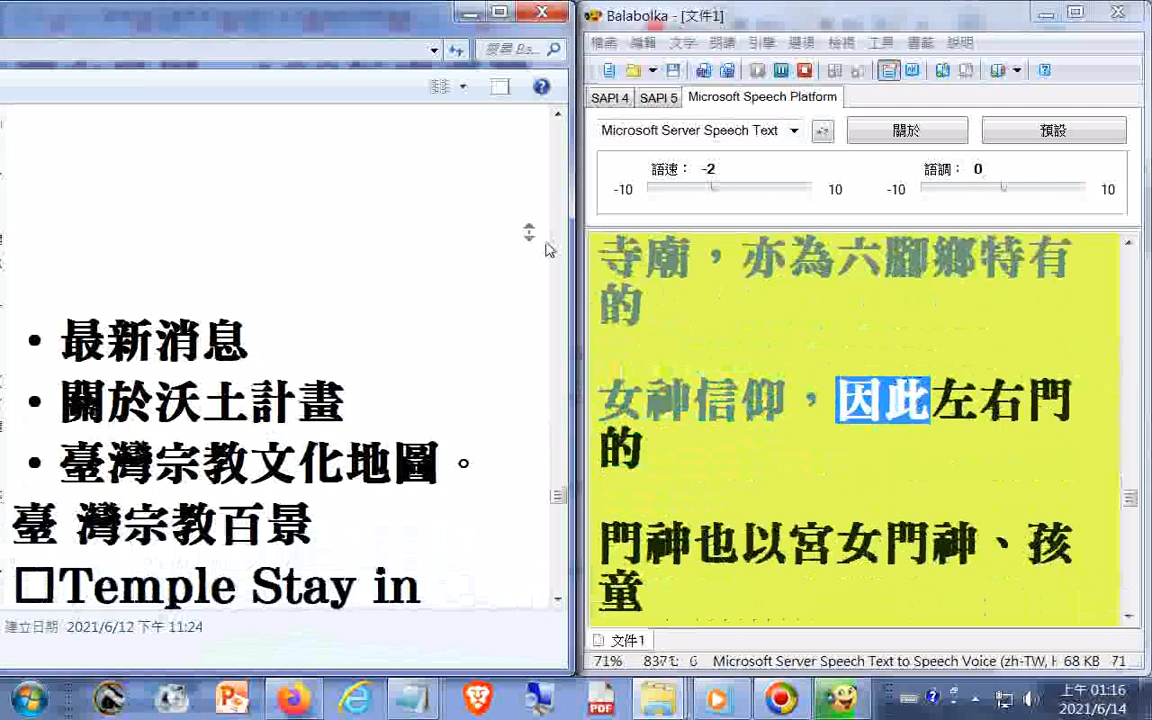 搜尋 Ba...
・最新消息
・關於沃土計畫
・臺灣宗教文化地圖。
臺 灣宗教百景
□Temple Stay in
建立日期 2021/6/12 下午 11:24
Balabolka - [文件1]
檔案 編輯 文字 朗讀 引擎 選項 檢視 工具 書籤 說明
SAPI 4 SAPI 5 Microsoft Speech Platform
Microsoft Server Speech Text
關於
預設
語速： -2
語調： 0
-10 10 -10 10
寺廟，亦為六腳鄉特有
的
女神信仰，因此左右門
的
門神也以宮女門神、孩
童
文件1
71%
Microsoft Server Speech Text to Speech Voice (zh-TW, H
68 KB
71
PDF
上午 01:16
2021/6/14